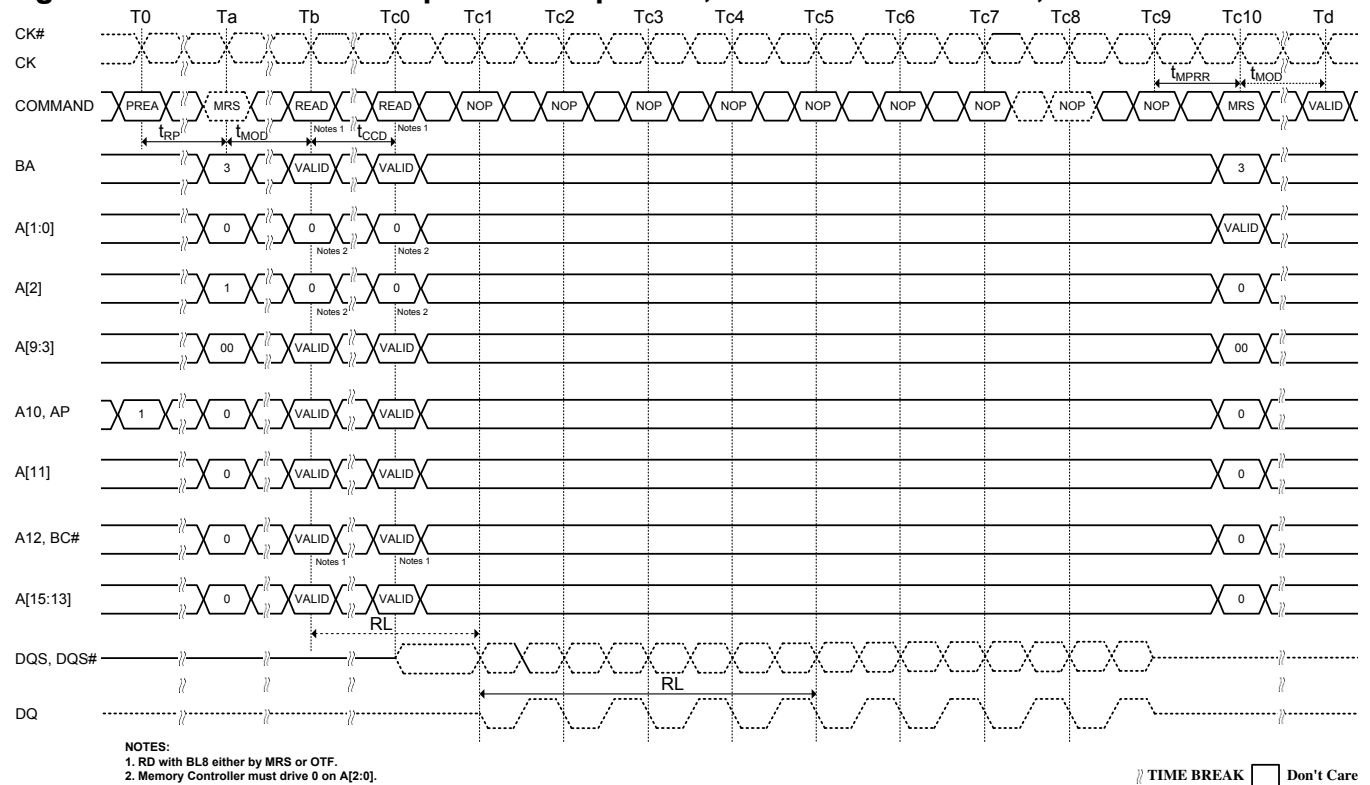 T0 Ta Tb Tc0 Tc1 Tc2 Tc3 Tc4 Tc5 Tc6 Tc7 Tc8 Tc9 Tc10 Td
CK#
CK
tMPRR tMOD
COMMAND PREA MRS READ READ NOP NOP NOP NOP NOP NOP NOP NOP NOP MRS VALID
Notes 1 Notes 1
tRP tMOD tCCD
BA 3 VALID VALID 3
A[1:0] 0 0 0 VALID
Notes 2 Notes 2
A[2] 1 0 0 0
Notes 2 Notes 2
A[9:3] 00 VALID VALID 00
A10, AP 1 0 VALID VALID 0
A[11] 0 VALID VALID 0
A12, BC# 0 VALID VALID 0
Notes 1 Notes 1
A[15:13] 0 VALID VALID 0
RL
DQS, DQS#
RL
DQ
NOTES:
1. RD with BL8 either by MRS or OTF.
2. Memory Controller must drive 0 on A[2:0].
TIME BREAK Don't Care